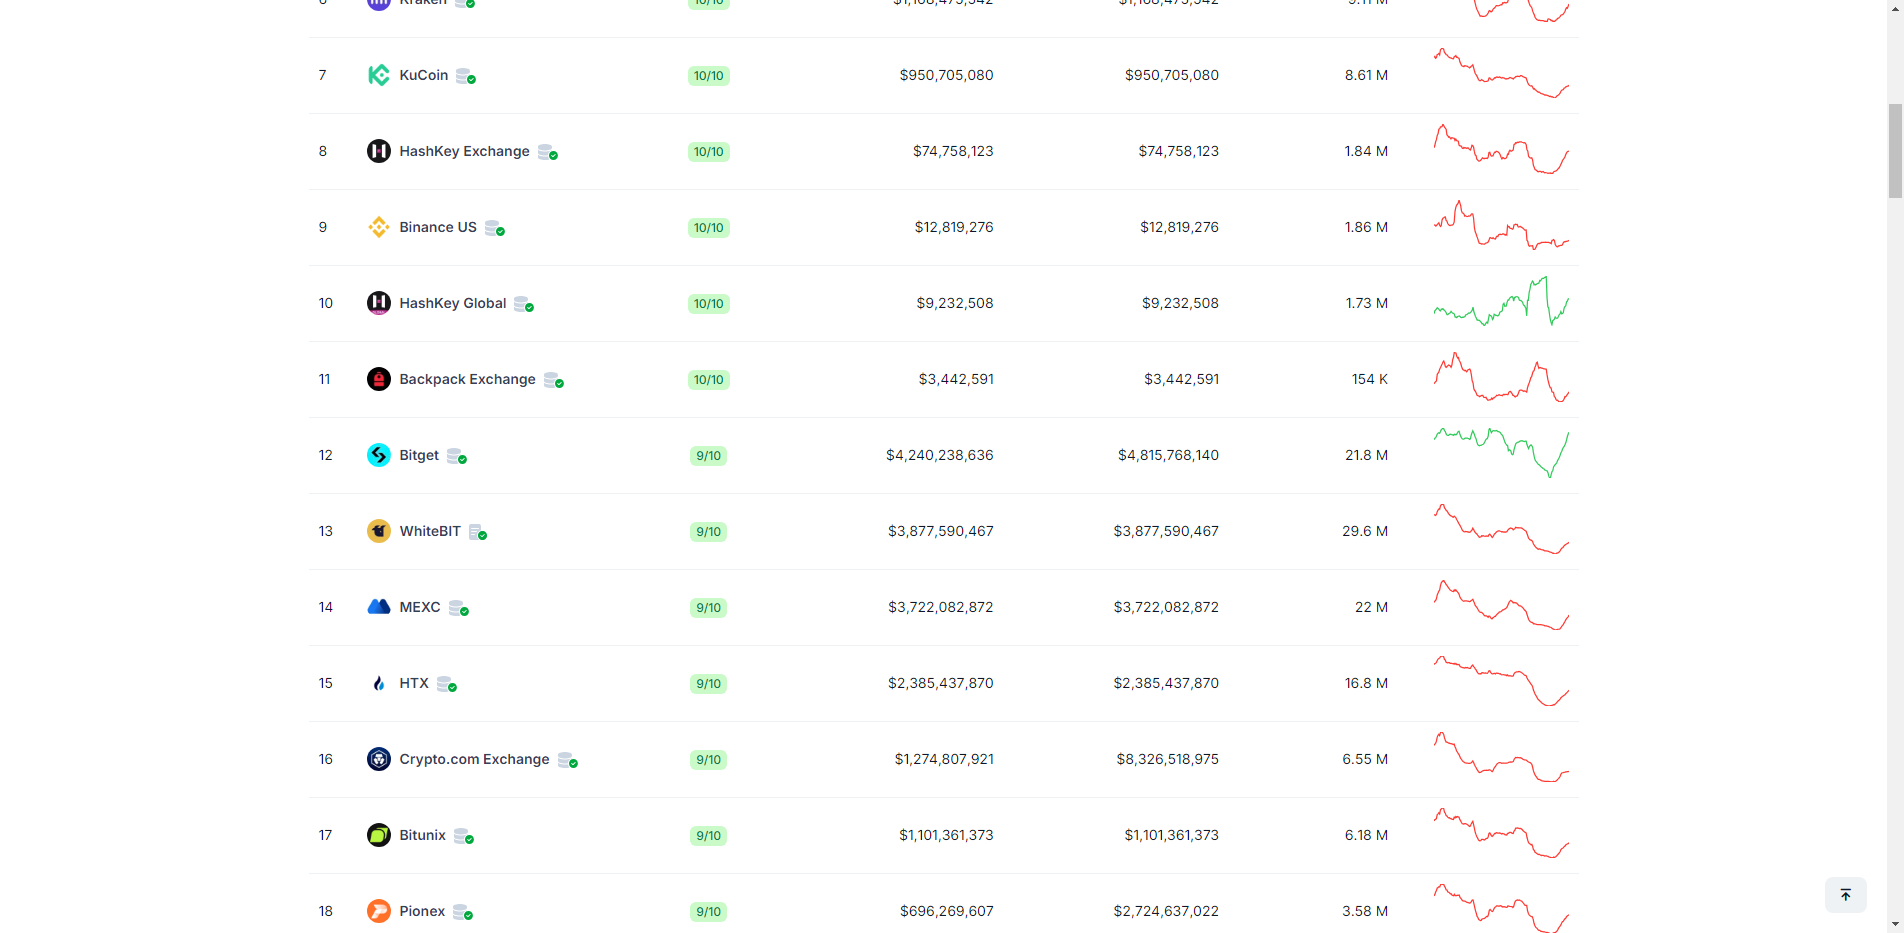 7 KuCoin 10/10 $950,705,080 $950,705,080 8.61 M
8 HashKey Exchange 10/10 $74,758,123 $74,758,123 1.84 M
9 Binance US 10/10 $12,819,276 $12,819,276 1.86 M
10 HashKey Global 10/10 $9,232,508 $9,232,508 1.73 M
11 Backpack Exchange 10/10 $3,442,591 $3,442,591 154 K
12 Bitget 9/10 $4,240,238,636 $4,815,768,140 21.8 M
13 WhiteBIT 9/10 $3,877,590,467 $3,877,590,467 29.6 M
14 MEXC 9/10 $3,722,082,872 $3,722,082,872 22 M
15 HTX 9/10 $2,385,437,870 $2,385,437,870 16.8 M
16 Crypto.com Exchange 9/10 $1,274,807,921 $8,326,518,975 6.55 M
17 Bitunix 9/10 $1,101,361,373 $1,101,361,373 6.18 M
18 Pionex 9/10 $696,269,607 $2,724,637,022 3.58 M